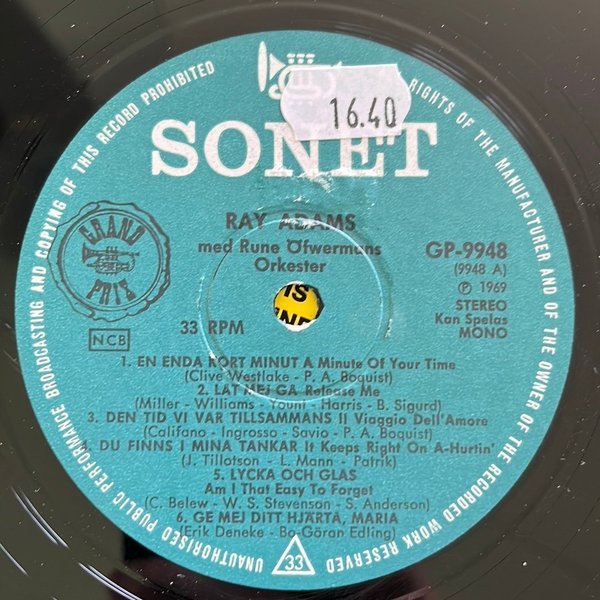 UNAUTHORISED PUBLIC PERFORMANCE BROADCASTING AND COPYING OF THIS RECORD PROHIBITED
RIGHTS OF THE MANUFACTURER AND OF THE OWNER OF THE RECORDED WORK RESERVED
16.40
SONET
RAY ADAMS
med Rune Öfwermans
Orkester
GP-9948
(9948 A)
℗ 1969
STEREO
Kan Spelas
MONO
GRAND
PRIX
NCB
33 RPM
IS
INE
1. EN ENDA KORT MINUT A Minute Of Your Time
(Clive Westlake - P. A. Boquist)
2. LÅT MEJ GÅ Release Me
(Miller - Williams - Yount - Harris - B. Sigurd)
3. DEN TID VI VAR TILLSAMMANS Il Viaggio Dell'Amore
(Califano - Ingrosso - Savio - P. A. Boquist)
4. DU FINNS I MINA TANKAR It Keeps Right On A-Hurtin'
(J. Tillotson - L. Mann - Patrik)
5. LYCKA OCH GLAS
Am I That Easy To Forget
(C. Belew - W. S. Stevenson - S. Anderson)
6. GE MEJ DITT HJÄRTA, MARIA
(Erik Deneke - Bo-Göran Edling)
33